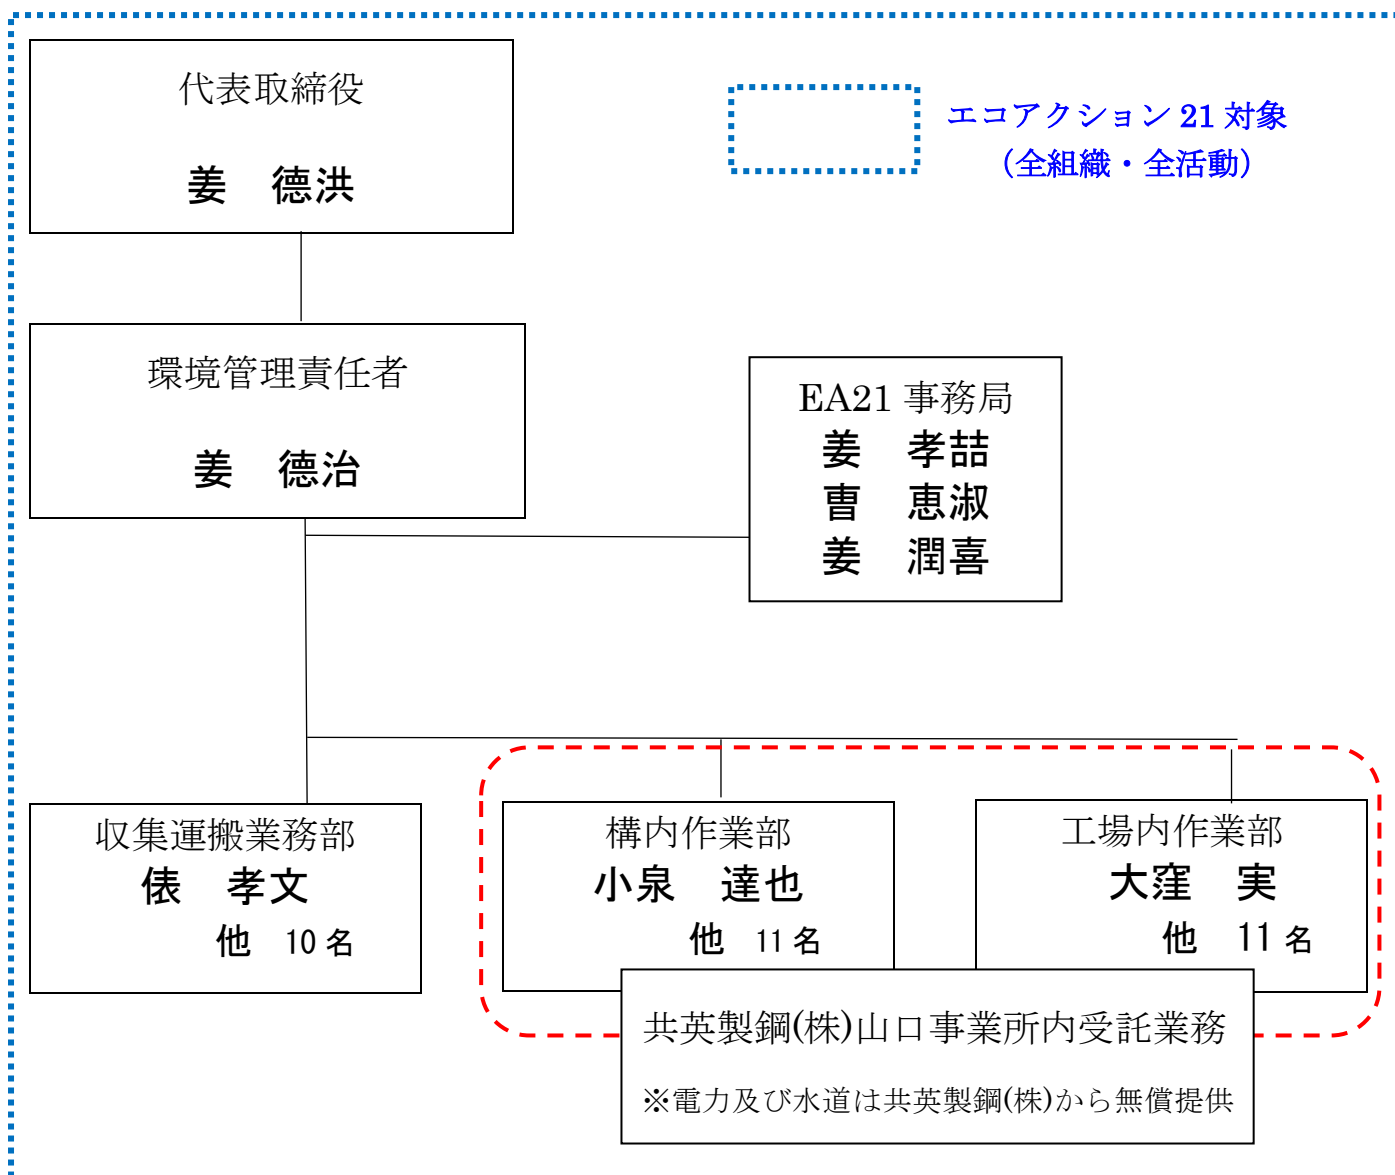 代表取締役
姜　德洪
エコアクション 21 対象
（全組織・全活動）
環境管理責任者
姜　德治
EA21 事務局
姜　孝喆
曺　恵淑
姜　潤喜
収集運搬業務部
俵　孝文
他　10 名
構内作業部
小泉　達也
他　11 名
工場内作業部
大窪　実
他　11 名
共英製鋼(株)山口事業所内受託業務
※電力及び水道は共英製鋼(株)から無償提供